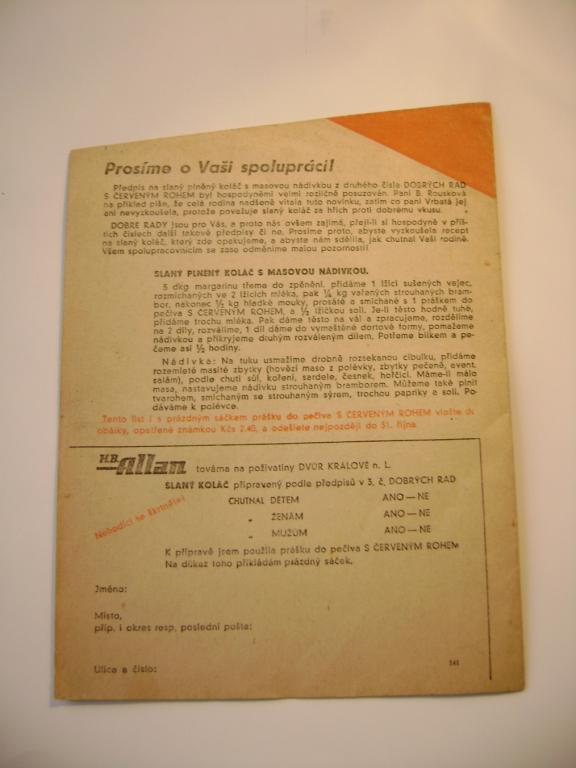 Prosíme o Vaši spolupráci!
Předpis na slaný plněný koláč s masovou nádivkou z druhého čísla DOBRÝCH RAD
S ČERVENÝM ROHEM byl hospodyněmi velmi rozličně posuzován. Paní B. Rousková
na příklad píše, že celá rodina nadšeně vítala tuto novinku, zatím co paní Vrbatá jej
ani nevyzkoušela, protože považuje slaný koláč za hřích proti dobrému vkusu.
DOBRÉ RADY jsou pro Vás, a proto nás ovšem zajímá, přejí-li si hospodyně v příš-
tích číslech další takové předpisy či ne. Prosíme proto, abyste vyzkoušela recept
na slaný koláč, který zde opakujeme, a abyste nám sdělila, jak chutnal Vaší rodině.
Všem spolupracovnicím se zase odměníme malou pozorností!
SLANÝ PLNĚNÝ KOLÁČ S MASOVOU NÁDIVKOU.
5 dkg margarinu třeme do zpěnění, přidáme 1 lžíci sušených vajec,
rozmíchaných ve 2 lžicích mléka, pak ¼ kg vařených strouhaných bram-
bor, nakonec ½ kg hladké mouky, prosáté a smíchané s 1 práškem do
pečiva S ČERVENÝM ROHEM, a ½ lžičkou soli. Je-li těsto hodně tuhé,
přidáme trochu mléka. Pak dáme těsto na vál a zpracujeme, rozdělíme
na 2 díly, rozválíme, 1 díl dáme do vymaštěné dortové formy, pomažeme
nádivkou a přikryjeme druhým rozváleným dílem. Potřeme bílkem a pe-
čeme asi ½ hodiny.
Nádivka: Na tuku usmažíme drobně rozsekanou cibulku, přidáme
rozemleté masité zbytky (hovězí maso z polévky, zbytky pečeně, event.
salám), podle chuti sůl, koření, sardele, česnek, hořčici. Máme-li málo
masa, nastavujeme nádivku strouhaným bramborem. Můžeme také plnit
tvarohem, smíchaným se strouhaným sýrem, trochou papriky a soli. Po-
dáváme k polévce.
Tento list i s prázdným sáčkem prášku do pečiva S ČERVENÝM ROHEM vložte do
obálky, opatřené známkou Kčs 2.40, a odešlete nejpozději do 31. října.
H.B. Allan továrna na poživatiny DVŮR KRÁLOVÉ n. L.
SLANÝ KOLÁČ připravený podle předpisů v 3. č. DOBRÝCH RAD
Nehodící se škrtněte!
CHUTNAL DĚTEM ANO — NE
„ ŽENÁM ANO — NE
„ MUŽŮM ANO — NE
K přípravě jsem použila prášku do pečiva S ČERVENÝM ROHEM
Na důkaz toho přikládám prázdný sáček.
Jméno:
Místo,
příp. i okres resp. poslední pošta:
Ulice a číslo:
141